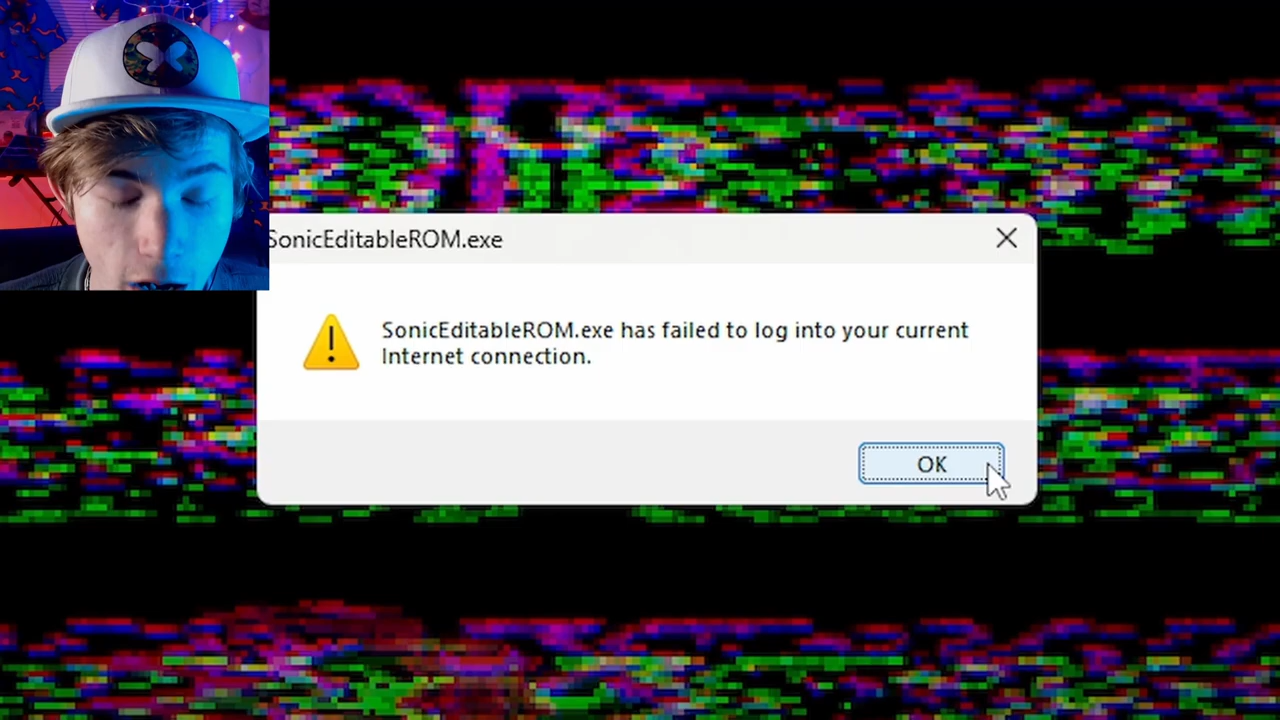 SonicEditableROM.exe
SonicEditableROM.exe has failed to log into your current
Internet connection.
OK